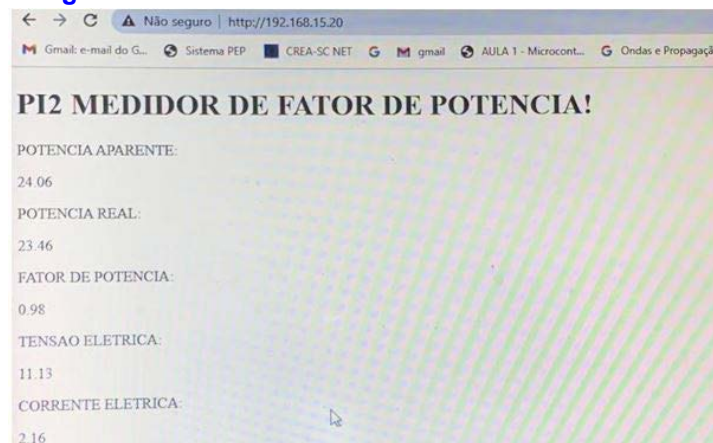 Não seguro | http://192.168.15.20
Gmail: e-mail do G... Sistema PEP CREA-SC NET gmail AULA 1 - Microcont... Ondas e Propagaçã
PI2 MEDIDOR DE FATOR DE POTENCIA!
POTENCIA APARENTE:
24.06
POTENCIA REAL:
23.46
FATOR DE POTENCIA:
0.98
TENSAO ELETRICA:
11.13
CORRENTE ELETRICA:
2.16